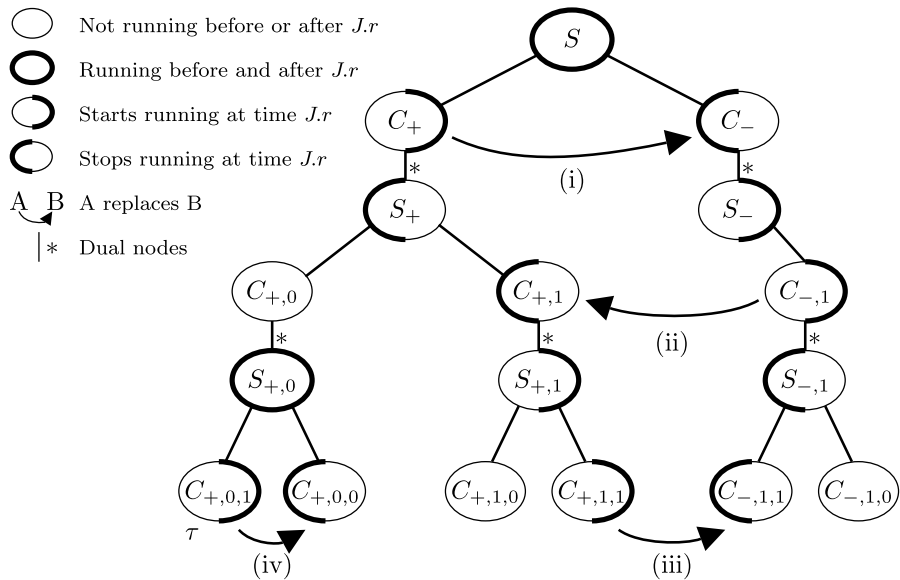 Not running before or after J.r
Running before and after J.r
Starts running at time J.r
Stops running at time J.r
A B A replaces B
* Dual nodes
S
C₊ C₋
(i)
* *
S₊ S₋
C₊,₀ C₊,₁ C₋,₁
(ii)
* * *
S₊,₀ S₊,₁ S₋,₁
C₊,₀,₁ C₊,₀,₀ C₊,₁,₀ C₊,₁,₁ C₋,₁,₁ C₋,₁,₀
τ
(iv) (iii)